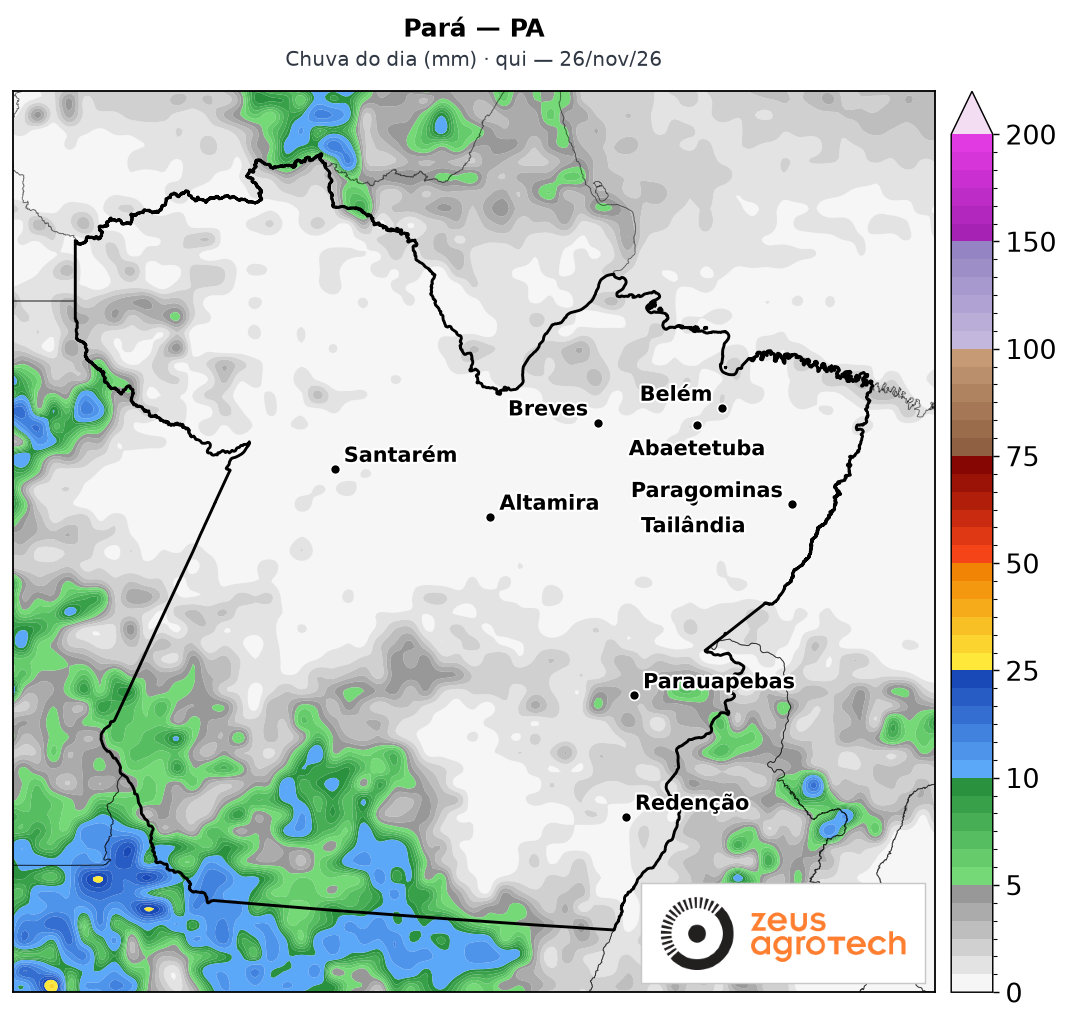 Pará — PA
Chuva do dia (mm) · qui — 26/nov/26
200
150
100
75
50
25
10
5
0
Belém
Breves
Abaetetuba
Santarém
Paragominas
Altamira
Tailândia
Parauapebas
Redenção
zeus
agrotech